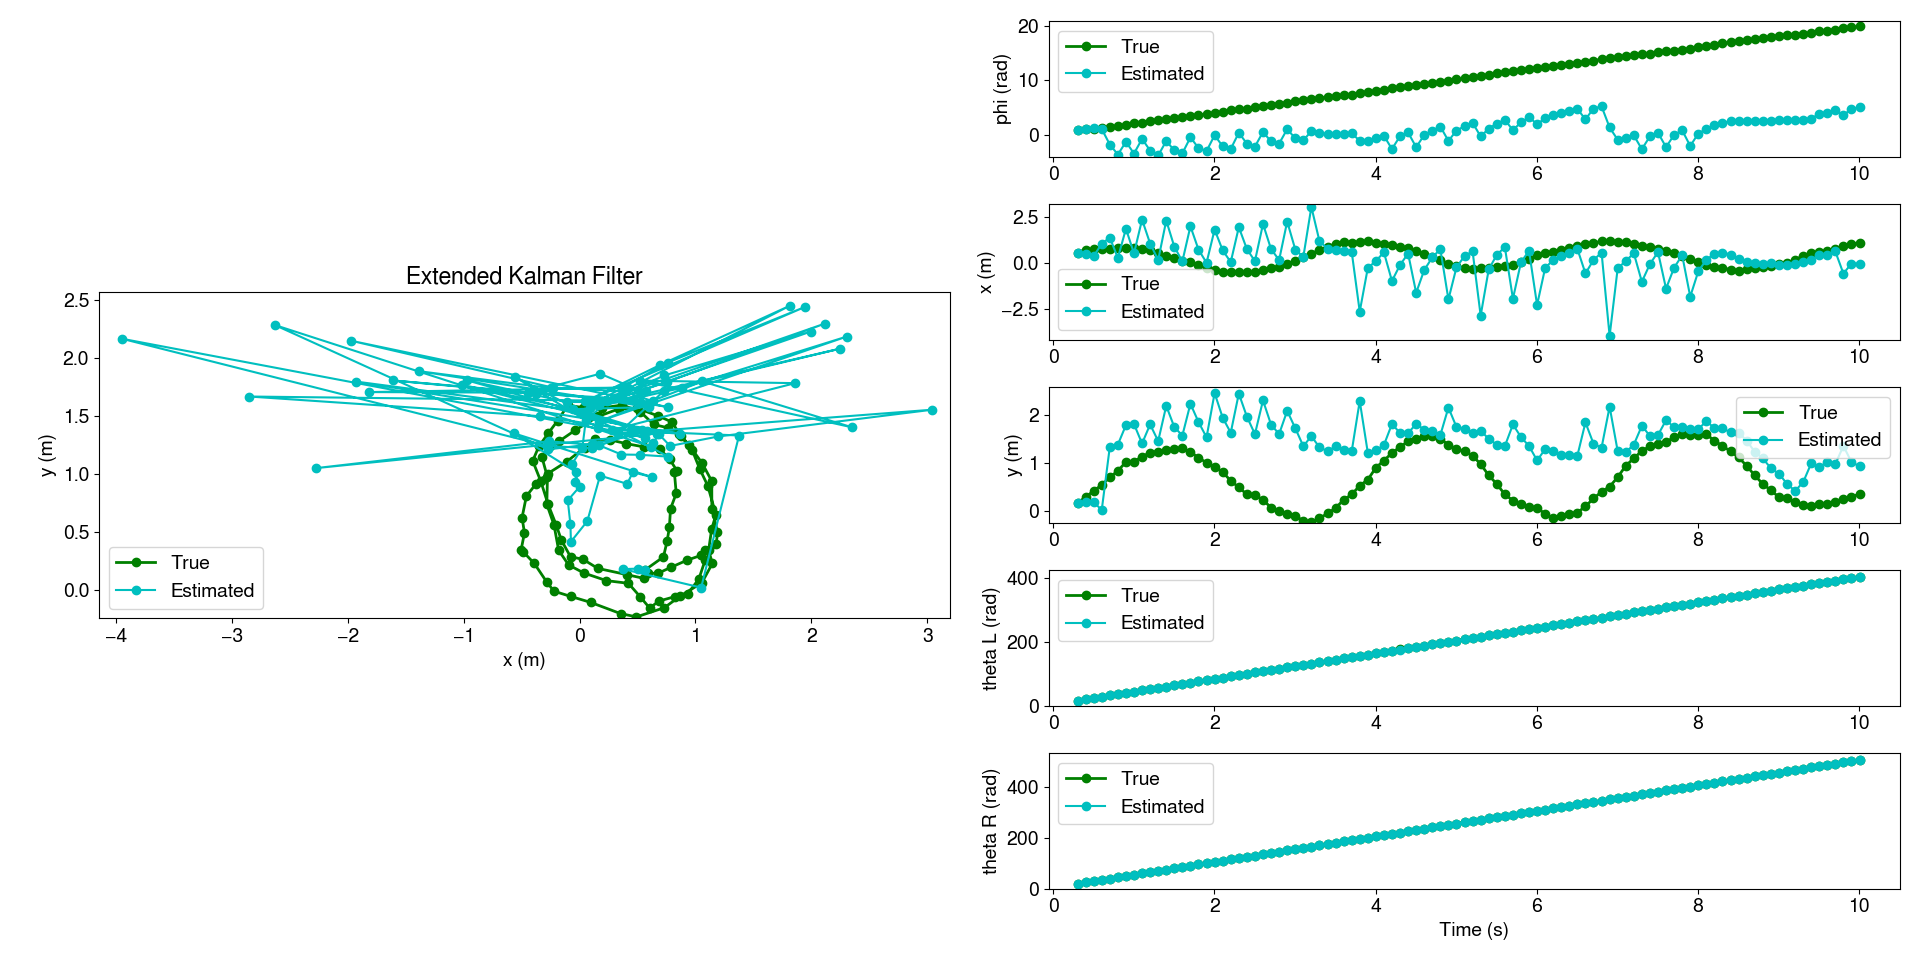 Extended Kalman Filter
2.5
2.0
1.5
1.0
0.5
0.0
y (m)
True
Estimated
−4
−3
−2
−1
0
1
2
3
x (m)
20
10
0
phi (rad)
True
Estimated
0
2
4
6
8
10
2.5
0.0
−2.5
x (m)
True
Estimated
0
2
4
6
8
10
2
1
0
y (m)
True
Estimated
0
2
4
6
8
10
400
200
0
theta L (rad)
True
Estimated
0
2
4
6
8
10
400
200
0
theta R (rad)
True
Estimated
0
2
4
6
8
10
Time (s)